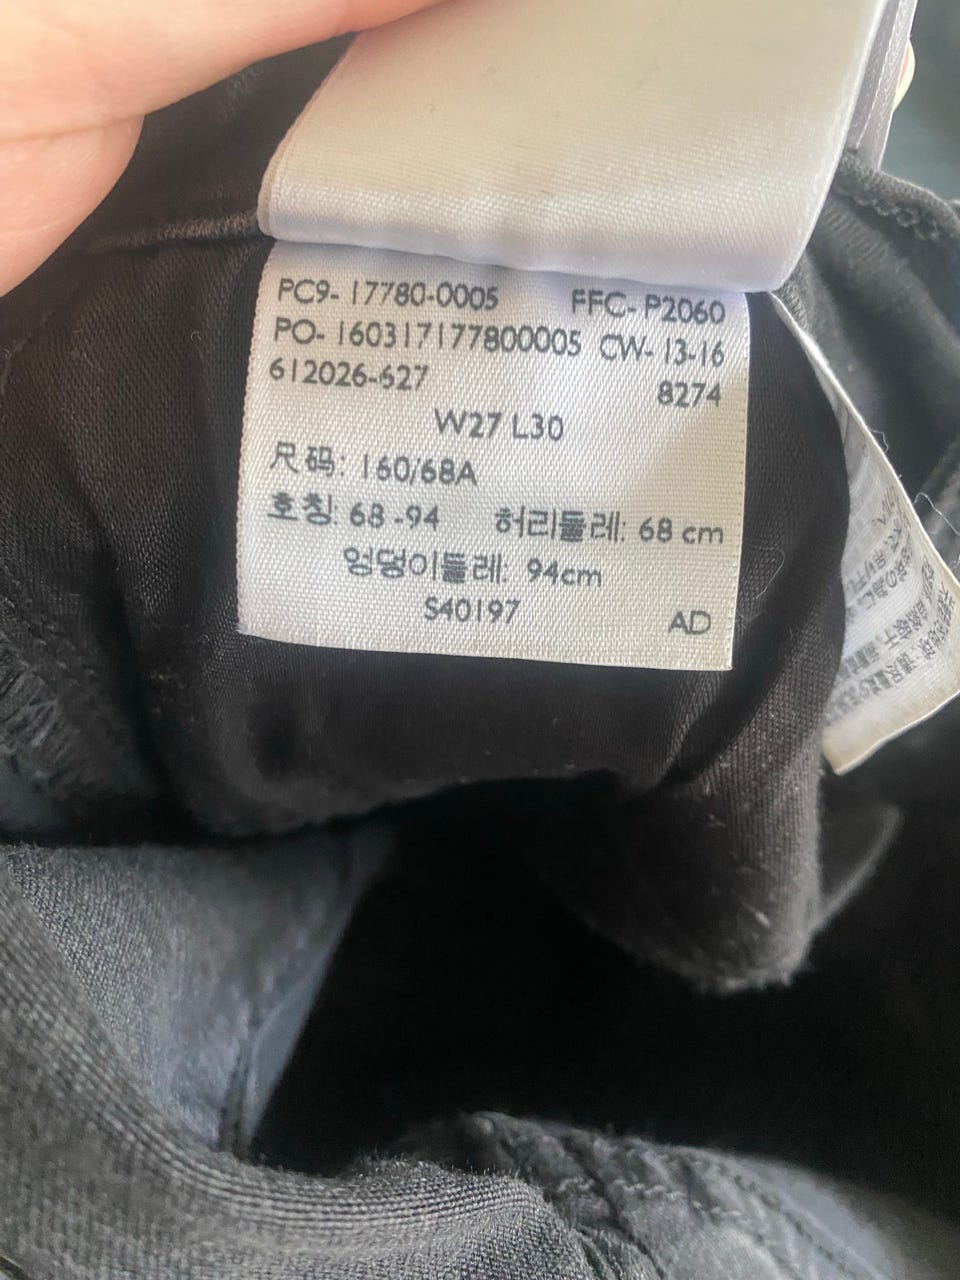 PC9- 17780-0005 FFC- P2060
PO- 160317177800005 CW- 13-16
612026-627 8274
W27 L30
尺码: 160/68A
호칭: 68 -94 허리둘레: 68 cm
엉덩이둘레: 94cm
S40197 AD